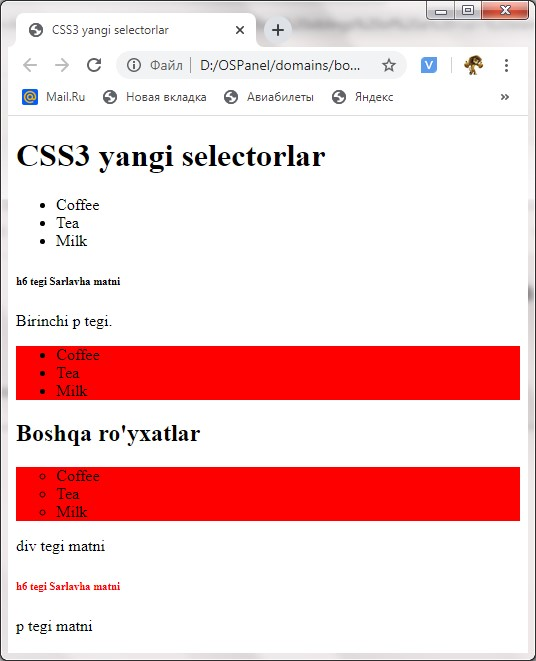 CSS3 yangi selectorlar
Файл | D:/OSPanel/domains/bo...
Mail.Ru Новая вкладка Авиабилеты Яндекс »
CSS3 yangi selectorlar
Coffee
Tea
Milk
h6 tegi Sarlavha matni
Birinchi p tegi.
Coffee
Tea
Milk
Boshqa ro'yxatlar
Coffee
Tea
Milk
div tegi matni
h6 tegi Sarlavha matni
p tegi matni